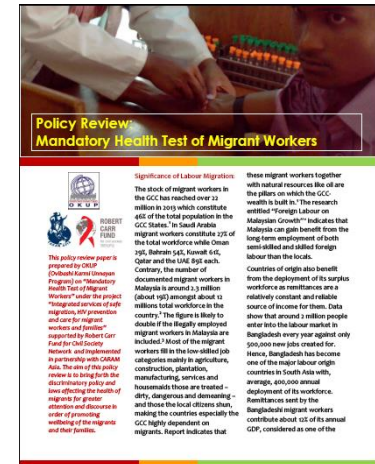 Policy Review:
Mandatory Health Test of Migrant Workers
OKUP
ROBERT
CARR
FUND
This policy review paper is
prepared by OKUP
(Ovibashi Karmi Unnayan
Program) on "Mandatory
Health Test of Migrant
Workers" under the project
"Integrated services of safe
migration, HIV prevention
and care for migrant
workers and families"
supported by Robert Carr
Fund for Civil Society
Network and implemented
in partnership with CARAM
Asia. The aim of this policy
review is to bring forth the
discriminatory policy and
laws affecting the health of
migrants for greater
attention and discourse in
order of promoting
wellbeing of the migrants
and their families.
Significance of Labour Migration:
The stock of migrant workers in
the GCC has reached over 22
million in 2013 which constitute
46% of the total population in the
GCC States. In Saudi Arabia
migrant workers constitute 27% of
the total workforce while Oman
29%, Bahrain 54%, Kuwait 61%,
Qatar and the UAE 89% each.
Contrary, the number of
documented migrant workers in
Malaysia is around 2.3 million
(about 19%) amongst about 12
millions total workforce in the
country. The figure is likely to
double if the illegally employed
migrant workers in Malaysia are
included. Most of the migrant
workers fill in the low-skilled job
categories mainly in agriculture,
construction, plantation,
manufacturing, services and
households those are treated –
dirty, dangerous and demeaning –
and those the local citizens shun,
making the countries especially the
GCC highly dependent on
migrants. Report indicates that
these migrant workers together
with natural resources like oil are
the pillars on which the GCC-
wealth is built in. The research
entitled "Foreign Labour on
Malaysian Growth" indicates that
Malaysia can gain benefit from the
long-term employment of both
semi-skilled and skilled foreign
labour than the locals.
Countries of origin also benefit
from the deployment of its surplus
workforce as remittances are a
relatively constant and reliable
source of income for them. Data
show that around 2 million people
enter into the labour market in
Bangladesh every year against only
500,000 new jobs created for.
Hence, Bangladesh has become
one of the major labour origin
countries in South Asia with,
average, 400,000 annual
deployment of its workforce.
Remittances sent by the
Bangladeshi migrant workers
contribute about 12% of its annual
GDP, considered as one of the